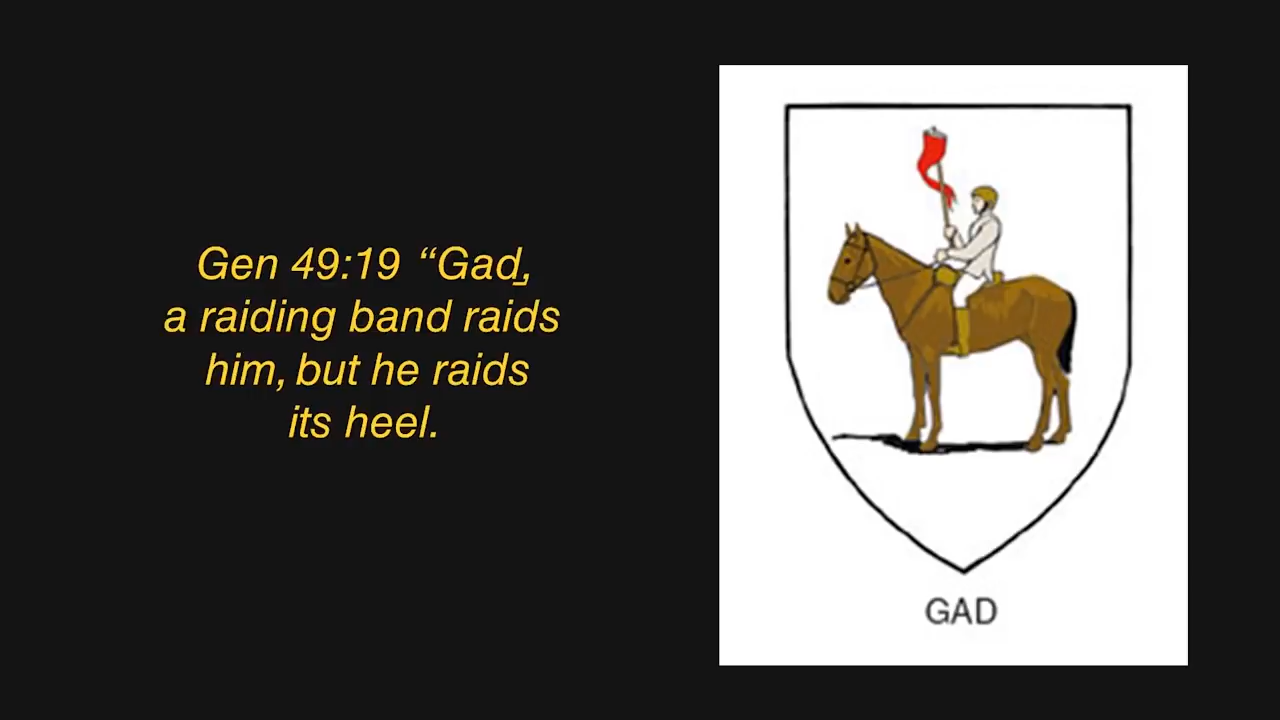 Gen 49:19 “Gad,
a raiding band raids
him, but he raids
its heel.
GAD